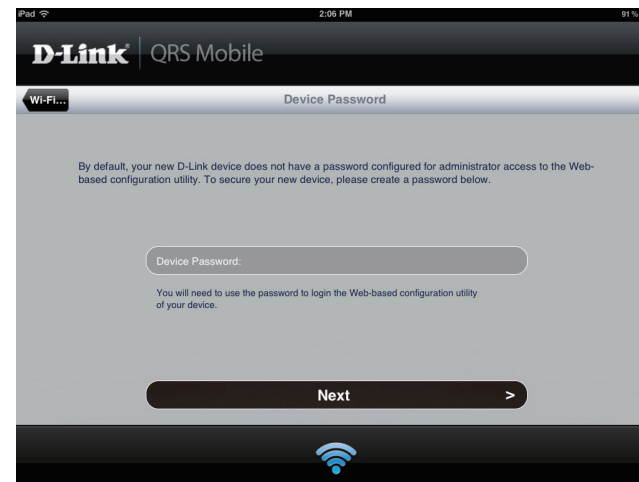 iPad 2:06 PM 91%
D-Link QRS Mobile
Wi-Fi... Device Password
By default, your new D-Link device does not have a password configured for administrator access to the Web-
based configuration utility. To secure your new device, please create a password below.
Device Password:
You will need to use the password to login the Web-based configuration utility
of your device.
Next >